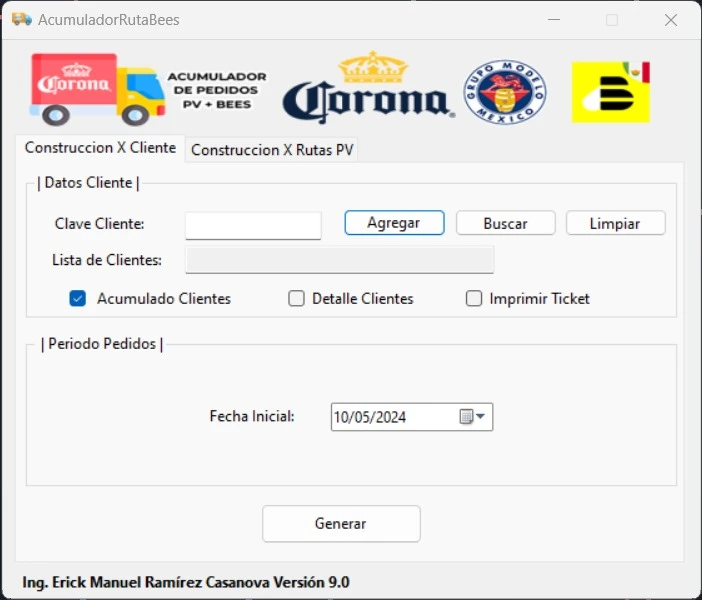 AcumuladorRutaBees
Corona
ACUMULADOR
DE PEDIDOS
PV + BEES
Corona.
GRUPO MODELO
MEXICO
Construccion X Cliente
Construccion X Rutas PV
| Datos Cliente |
Clave Cliente:
Agregar
Buscar
Limpiar
Lista de Clientes:
Acumulado Clientes
Detalle Clientes
Imprimir Ticket
| Periodo Pedidos |
Fecha Inicial:
10/05/2024
Generar
Ing. Erick Manuel Ramírez Casanova Versión 9.0